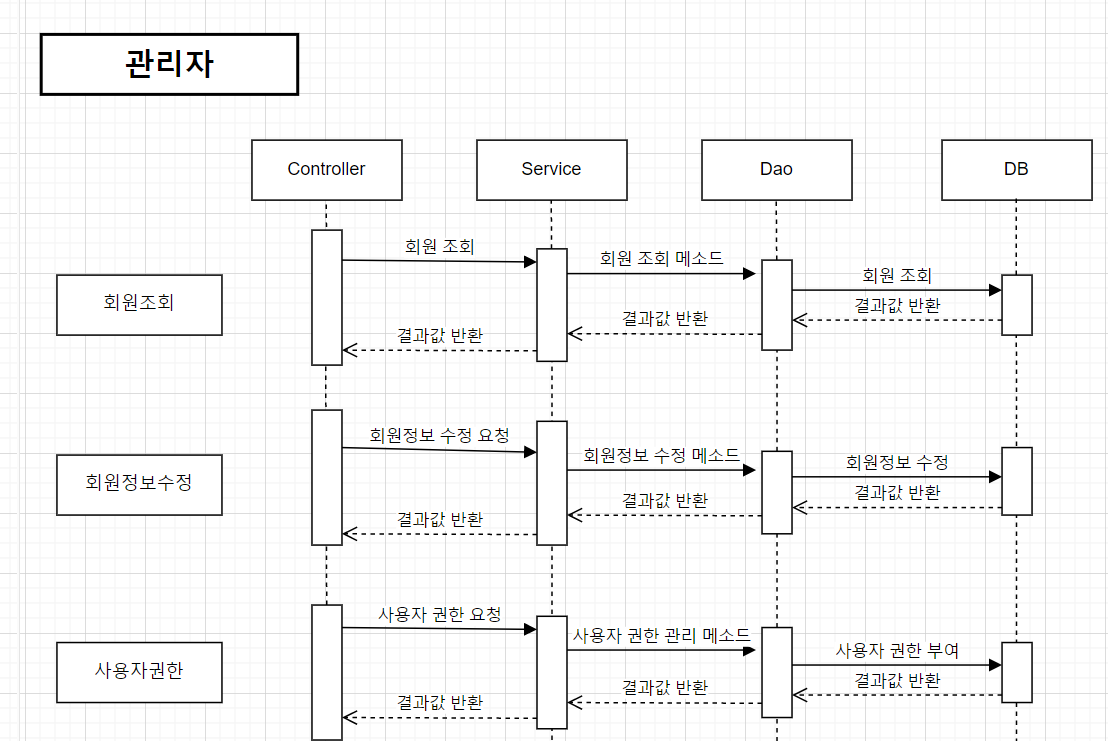 관리자
Controller
Service
Dao
DB
회원조회
회원 조회
회원 조회 메소드
회원 조회
결과값 반환
결과값 반환
결과값 반환
회원정보수정
회원정보 수정 요청
회원정보 수정 메소드
회원정보 수정
결과값 반환
결과값 반환
결과값 반환
사용자권한
사용자 권한 요청
사용자 권한 관리 메소드
사용자 권한 부여
결과값 반환
결과값 반환
결과값 반환